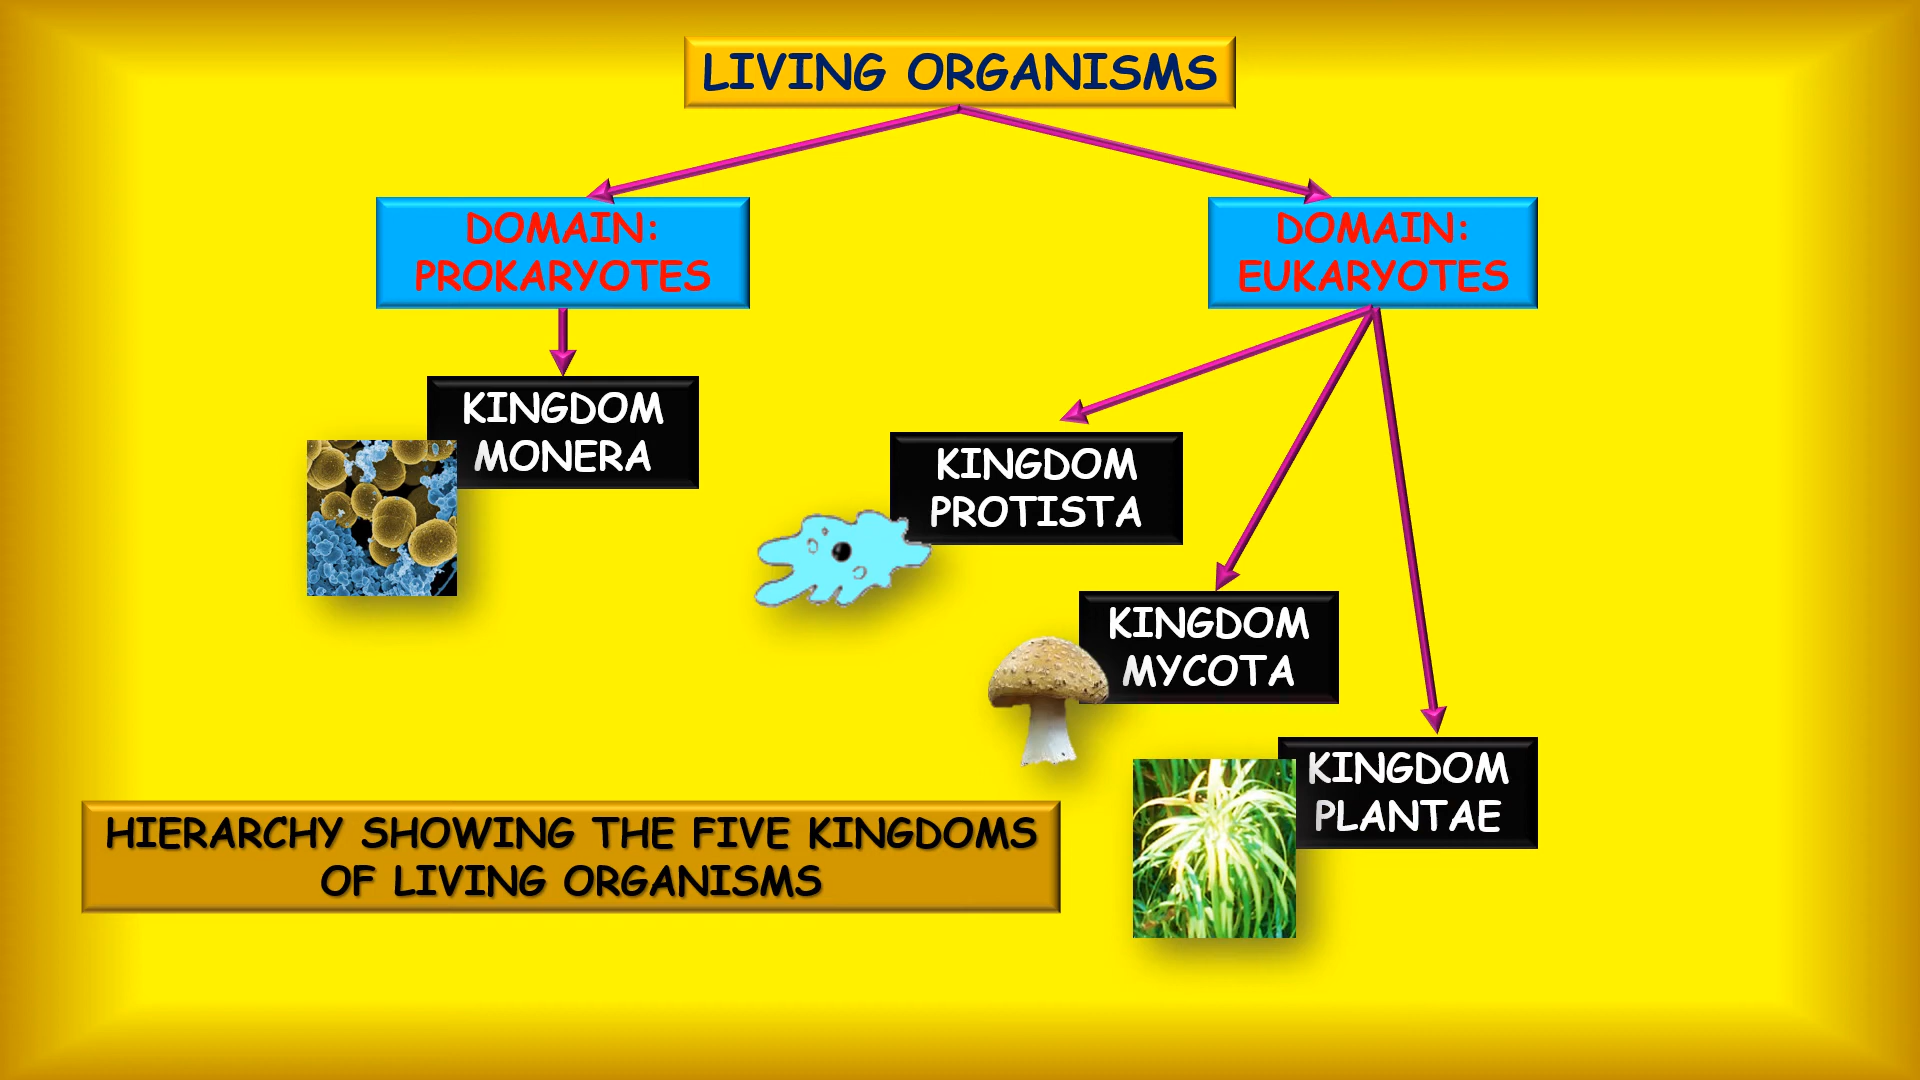 LIVING ORGANISMS
DOMAIN:
PROKARYOTES
DOMAIN:
EUKARYOTES
KINGDOM
MONERA
KINGDOM
PROTISTA
KINGDOM
MYCOTA
KINGDOM
PLANTAE
HIERARCHY SHOWING THE FIVE KINGDOMS
OF LIVING ORGANISMS